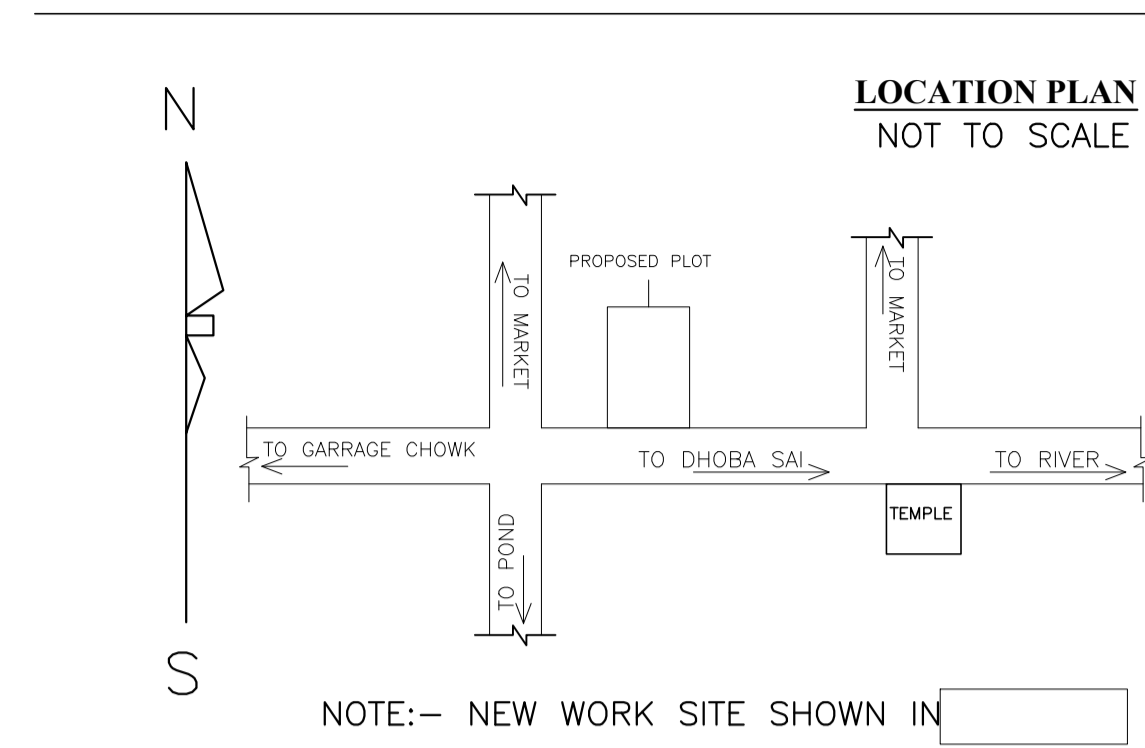 N
LOCATION PLAN
NOT TO SCALE
PROPOSED PLOT
TO MARKET
TO MARKET
TO GARRAGE CHOWK
TO DHOBA SAI
TO RIVER
TEMPLE
TO POND
S
NOTE:- NEW WORK SITE SHOWN IN